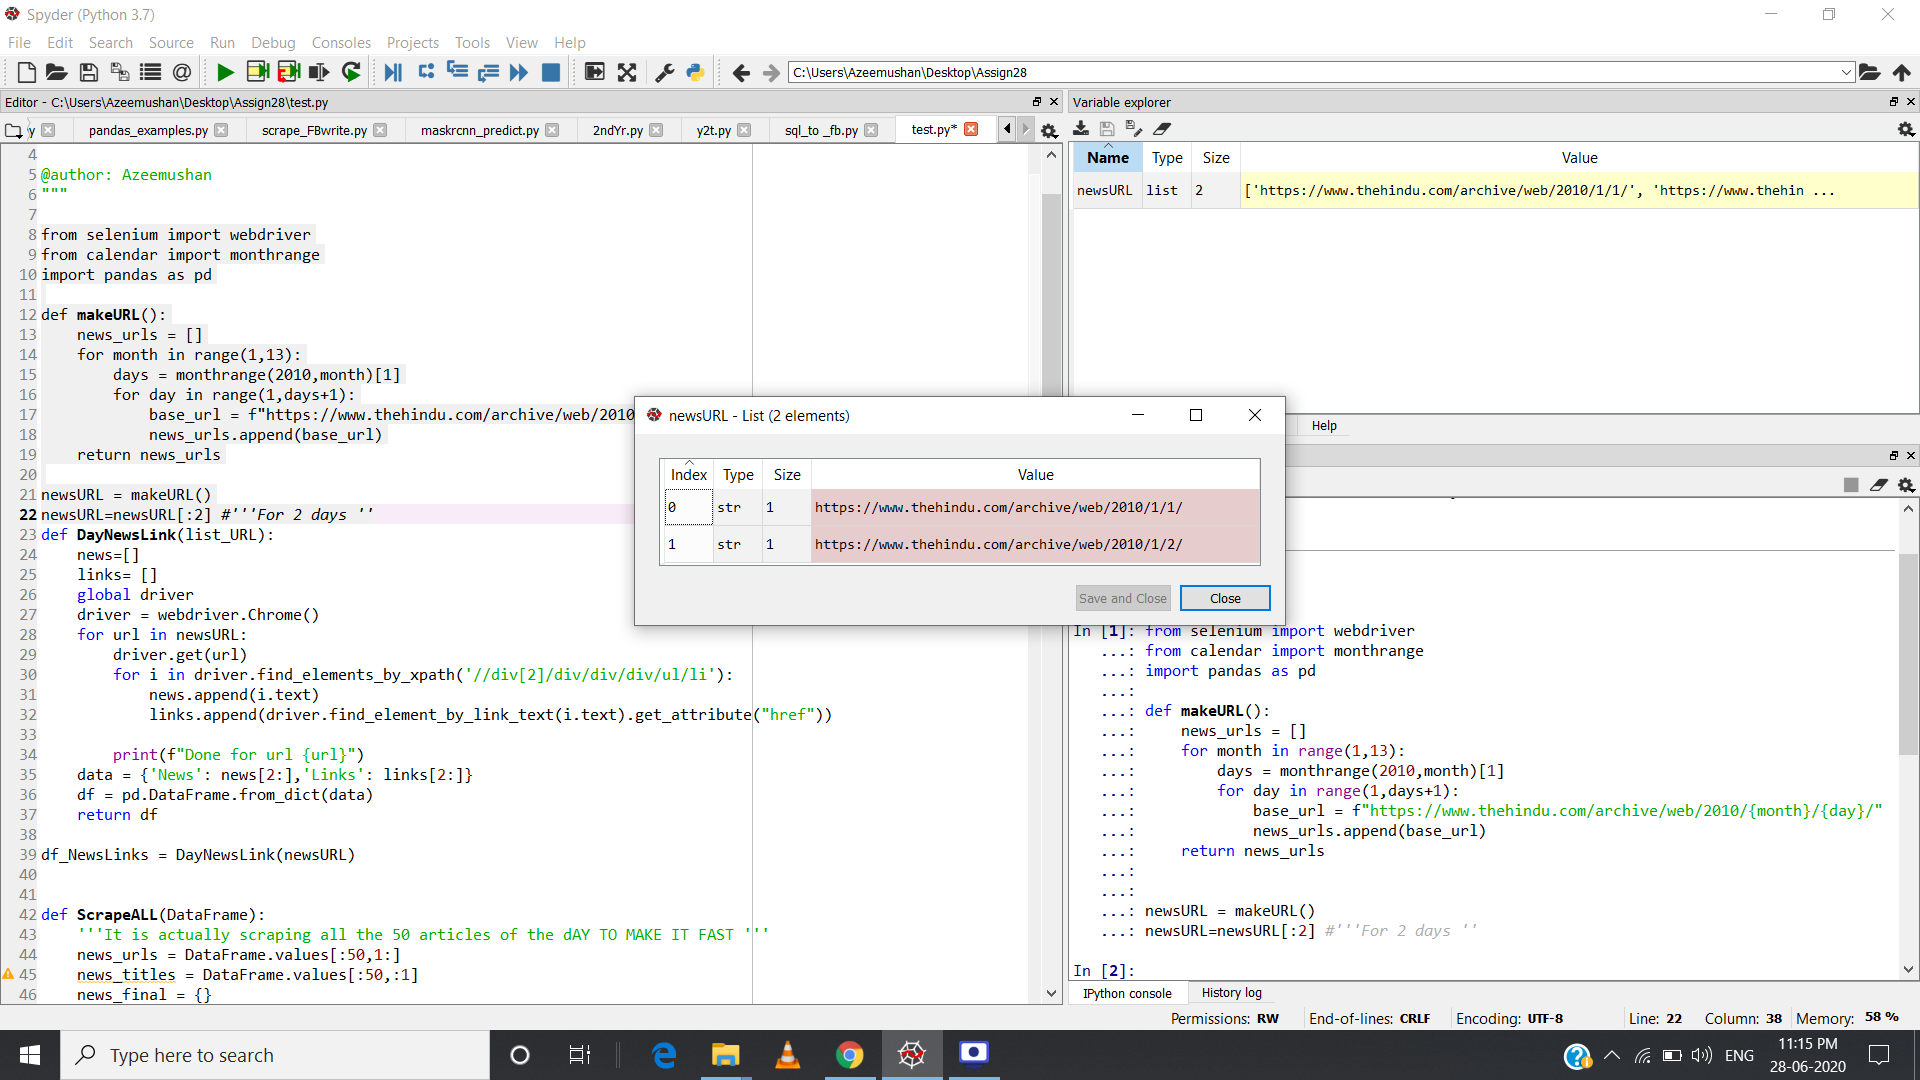 Spyder (Python 3.7)
File Edit Search Source Run Debug Consoles Projects Tools View Help
C:\Users\Azeemushan\Desktop\Assign28
Editor - C:\Users\Azeemushan\Desktop\Assign28\test.py
y pandas_examples.py scrape_FBwrite.py maskrcnn_predict.py 2ndYr.py y2t.py sql_to _fb.py test.py*
4
5 @author: Azeemushan
6 """
7
8 from selenium import webdriver
9 from calendar import monthrange
10 import pandas as pd
11
12 def makeURL():
13     news_urls = []
14     for month in range(1,13):
15         days = monthrange(2010,month)[1]
16         for day in range(1,days+1):
17             base_url = f"https://www.thehindu.com/archive/web/2010
18             news_urls.append(base_url)
19     return news_urls
20
21 newsURL = makeURL()
22 newsURL=newsURL[:2] #'''For 2 days ''
23 def DayNewsLink(list_URL):
24     news=[]
25     links= []
26     global driver
27     driver = webdriver.Chrome()
28     for url in newsURL:
29         driver.get(url)
30         for i in driver.find_elements_by_xpath('//div[2]/div/div/div/ul/li'):
31             news.append(i.text)
32             links.append(driver.find_element_by_link_text(i.text).get_attribute("href"))
33
34         print(f"Done for url {url}")
35     data = {'News': news[2:],'Links': links[2:]}
36     df = pd.DataFrame.from_dict(data)
37     return df
38
39 df_NewsLinks = DayNewsLink(newsURL)
40
41
42 def ScrapeALL(DataFrame):
43     '''It is actually scraping all the 50 articles of the dAY TO MAKE IT FAST '''
44     news_urls = DataFrame.values[:50,1:]
45     news_titles = DataFrame.values[:50,:1]
46     news_final = {}
Variable explorer
Name Type Size Value
newsURL list 2 ['https://www.thehindu.com/archive/web/2010/1/1/', 'https://www.thehin ...
Help
newsURL - List (2 elements)
Index Type Size Value
0 str 1 https://www.thehindu.com/archive/web/2010/1/1/
1 str 1 https://www.thehindu.com/archive/web/2010/1/2/
Save and Close Close
In [1]: from selenium import webdriver
...: from calendar import monthrange
...: import pandas as pd
...:
...: def makeURL():
...:     news_urls = []
...:     for month in range(1,13):
...:         days = monthrange(2010,month)[1]
...:         for day in range(1,days+1):
...:             base_url = f"https://www.thehindu.com/archive/web/2010/{month}/{day}/"
...:             news_urls.append(base_url)
...:     return news_urls
...:
...:
...: newsURL = makeURL()
...: newsURL=newsURL[:2] #'''For 2 days ''
In [2]:
IPython console History log
Permissions: RW End-of-lines: CRLF Encoding: UTF-8 Line: 22 Column: 38 Memory: 58 %
Type here to search
ENG
11:15 PM
28-06-2020